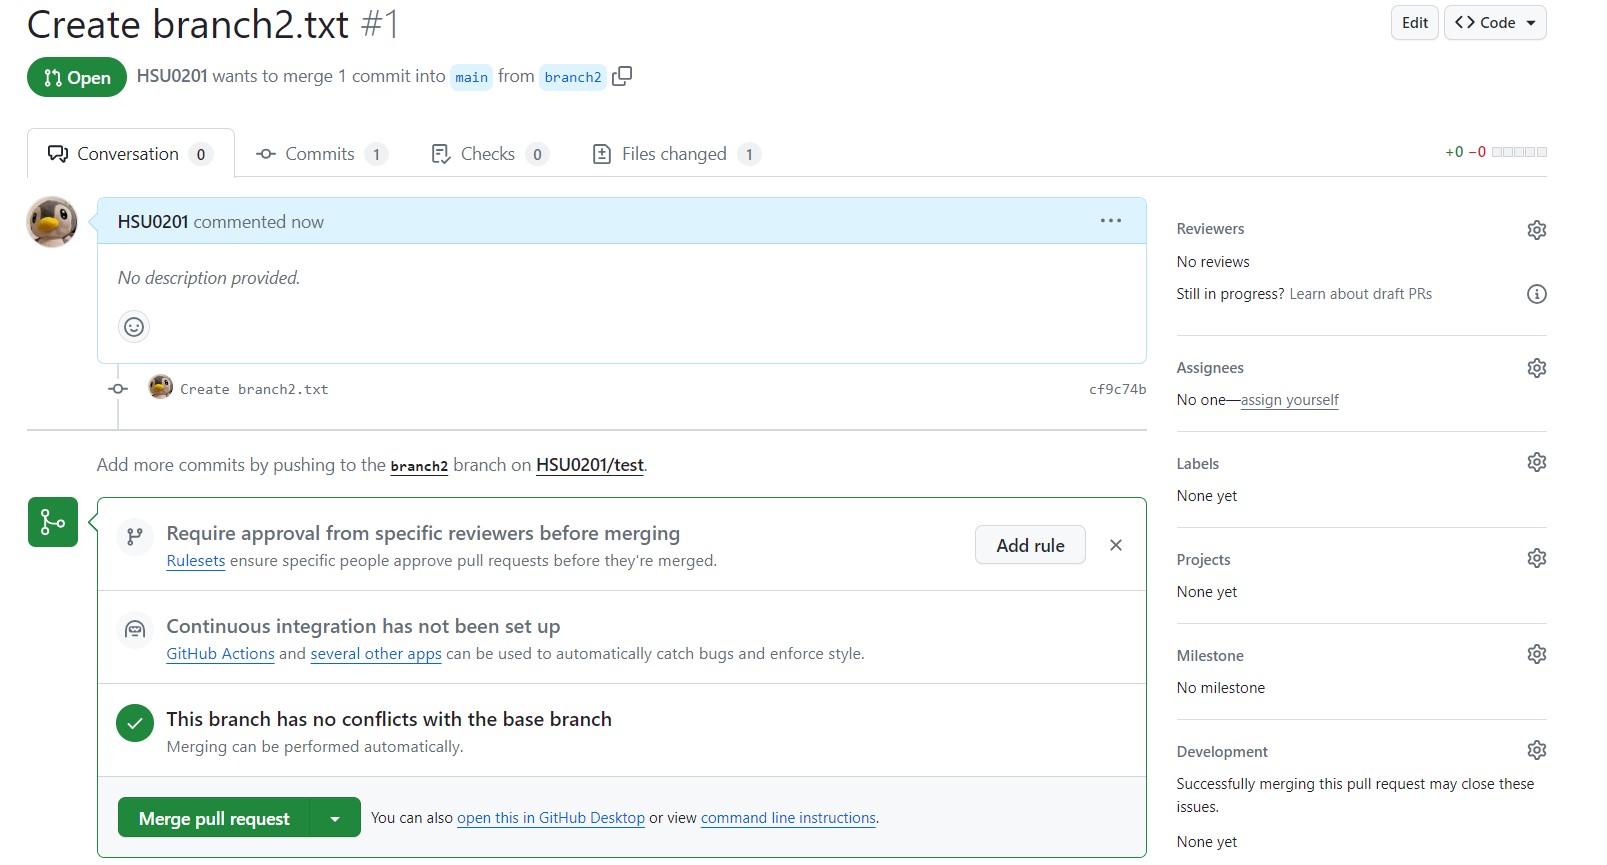 Create branch2.txt #1
Edit
Code
Open
HSU0201 wants to merge 1 commit into main from branch2
Conversation 0
Commits 1
Checks 0
Files changed 1
+0 −0
HSU0201 commented now
No description provided.
Create branch2.txt
cf9c74b
Add more commits by pushing to the branch2 branch on HSU0201/test.
Require approval from specific reviewers before merging
Rulesets ensure specific people approve pull requests before they're merged.
Add rule
Continuous integration has not been set up
GitHub Actions and several other apps can be used to automatically catch bugs and enforce style.
This branch has no conflicts with the base branch
Merging can be performed automatically.
Merge pull request
You can also open this in GitHub Desktop or view command line instructions.
Reviewers
No reviews
Still in progress? Learn about draft PRs
Assignees
No one—assign yourself
Labels
None yet
Projects
None yet
Milestone
No milestone
Development
Successfully merging this pull request may close these
issues.
None yet